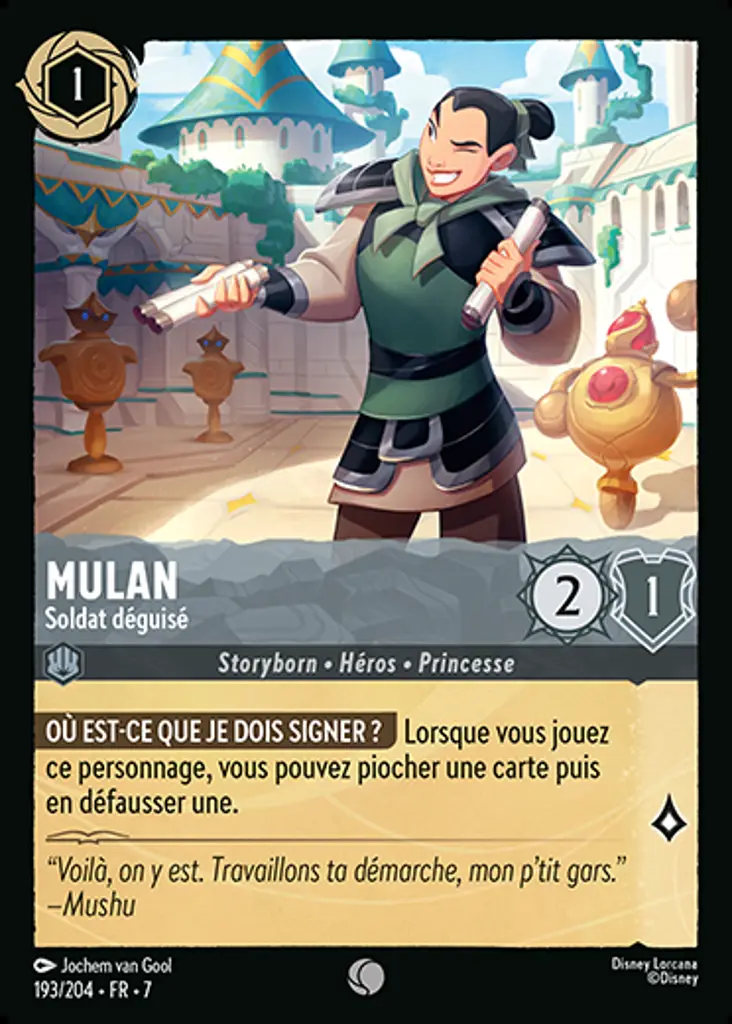 1
MULAN
Soldat déguisé
2
1
Storyborn • Héros • Princesse
OÙ EST-CE QUE JE DOIS SIGNER ? Lorsque vous jouez
ce personnage, vous pouvez piocher une carte puis
en défausser une.
“Voilà, on y est. Travaillons ta démarche, mon p’tit gars.”
–Mushu
Jochem van Gool
193/204 • FR • 7
Disney Lorcana
©Disney